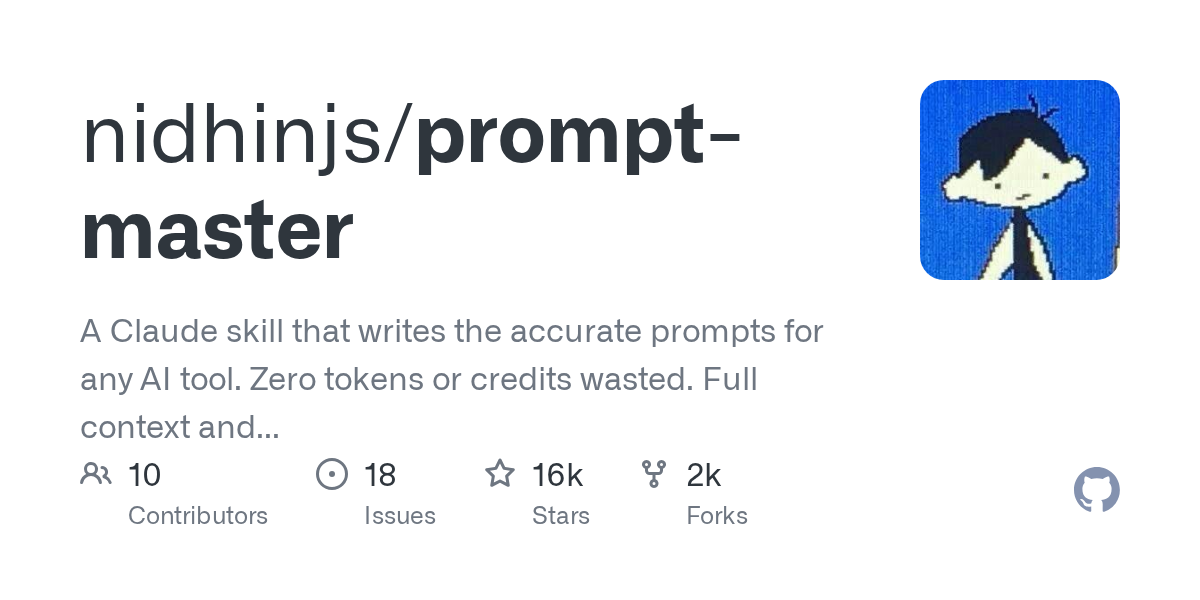 nidhinjs/prompt-
master
A Claude skill that writes the accurate prompts for
any AI tool. Zero tokens or credits wasted. Full
context and...
10 18 16k 2k
Contributors Issues Stars Forks